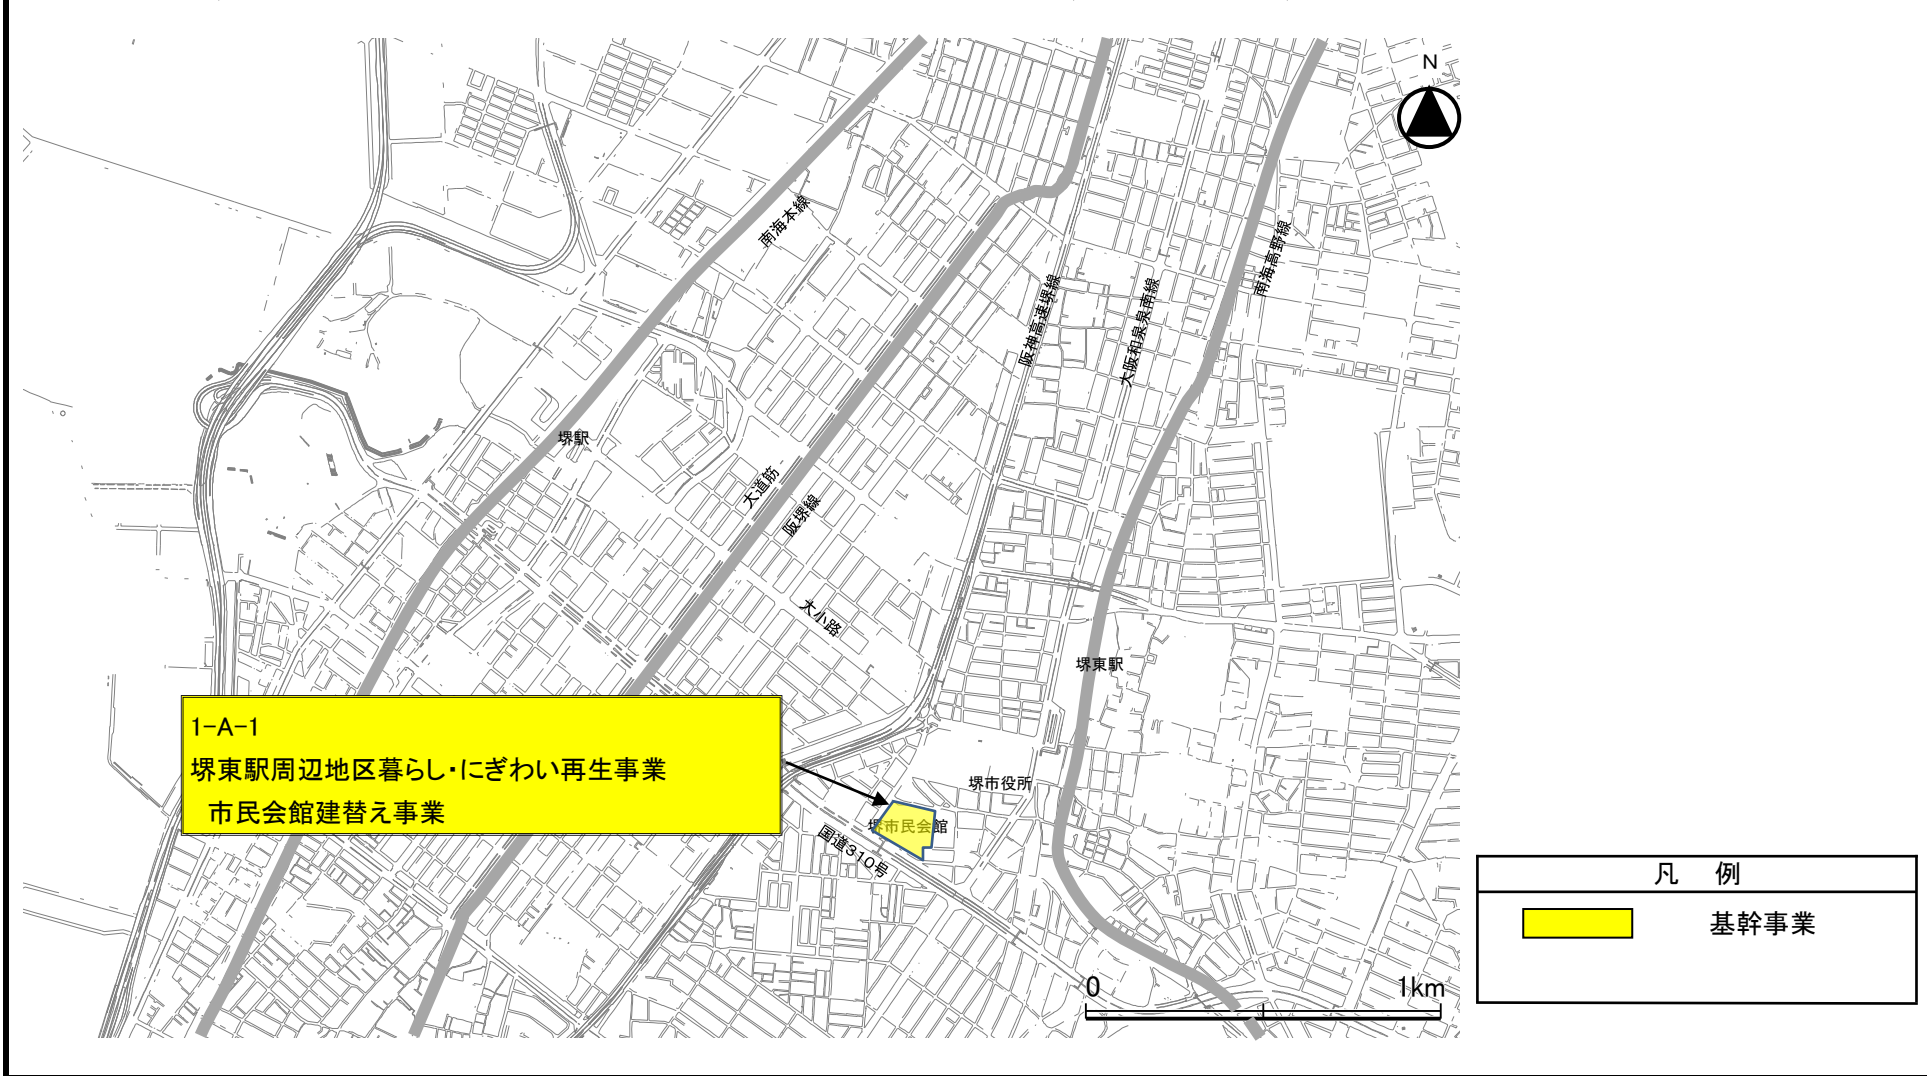 N
南海本線
南海高野線
阪神高速堺線
大阪和泉泉南線
堺駅
大道筋
阪堺線
大小路
堺東駅
1-A-1
堺東駅周辺地区暮らし・にぎわい再生事業
市民会館建替え事業
堺市役所
堺市民会館
国道310号
凡 例
基幹事業
0
1km